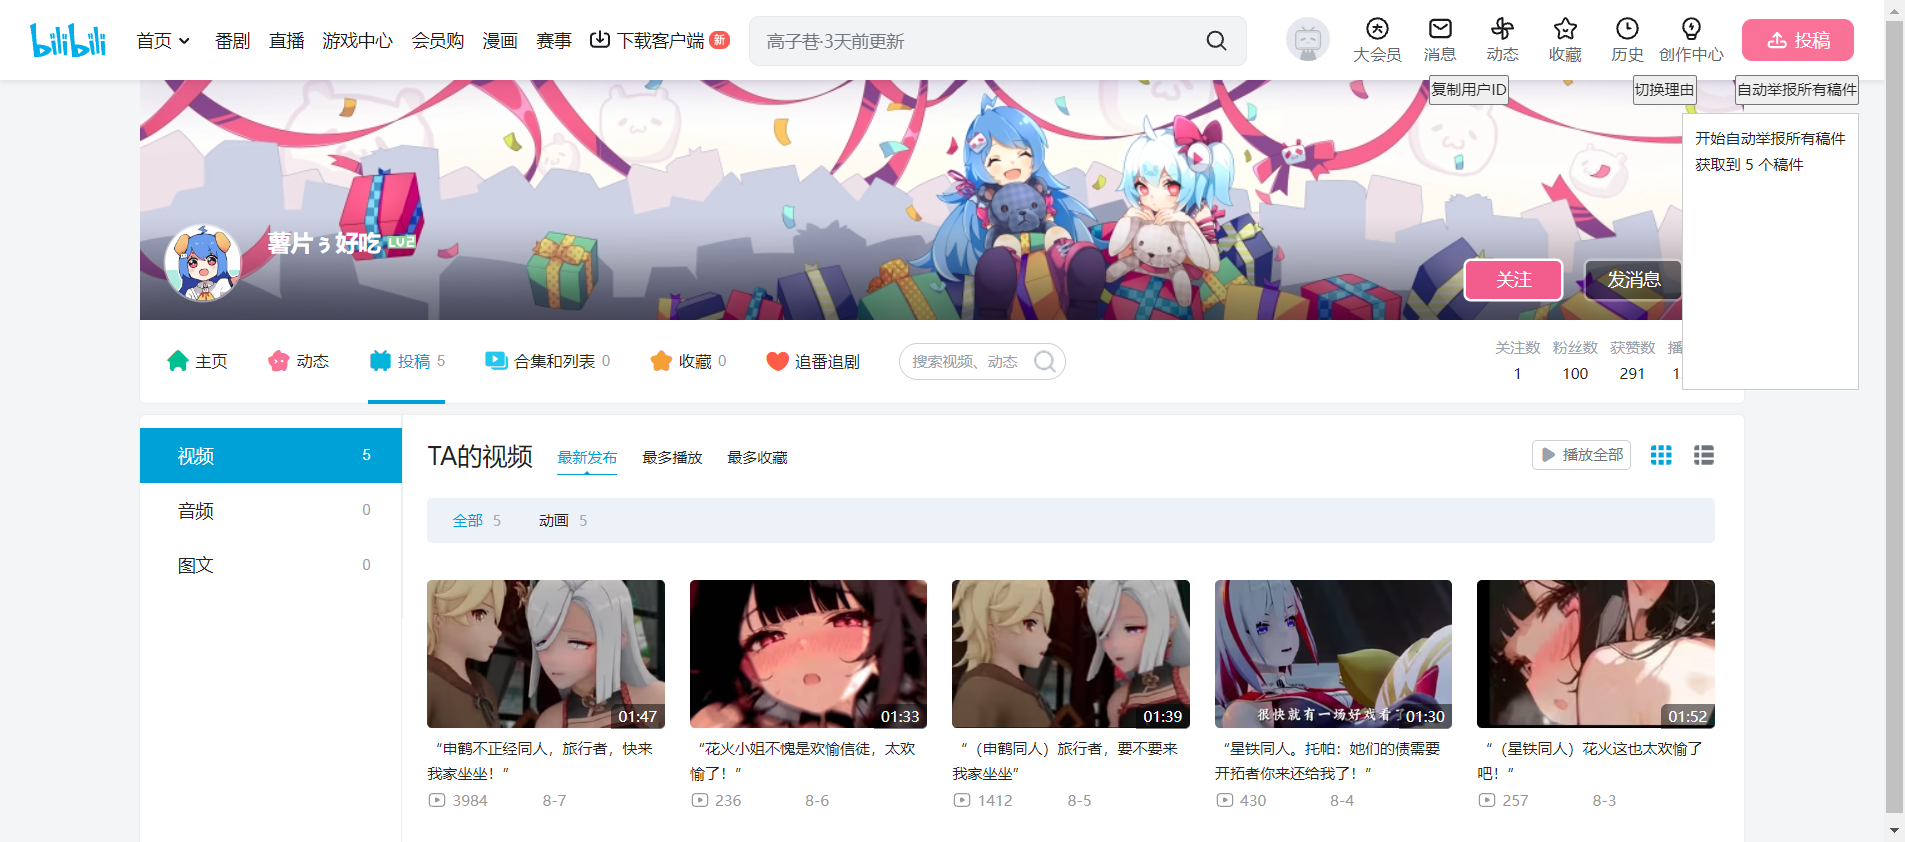 bilibili
首页
番剧
直播
游戏中心
会员购
漫画
赛事
下载客户端
新
高子巷·3天前更新
大会员
消息
动态
收藏
历史
创作中心
投稿
复制用户ID
切换理由
自动举报所有稿件
开始自动举报所有稿件
获取到 5 个稿件
薯片ぅ好吃 LV2
关注
发消息
主页
动态
投稿 5
合集和列表 0
收藏 0
追番追剧
搜索视频、动态
关注数 粉丝数 获赞数 播
1 100 291 1
视频 5
音频 0
图文 0
TA的视频
最新发布
最多播放
最多收藏
播放全部
全部 5
动画 5
01:47
“申鹤不正经同人，旅行者，快来
我家坐坐！”
3984 8-7
01:33
“花火小姐不愧是欢愉信徒，太欢
愉了！”
236 8-6
01:39
“（申鹤同人）旅行者，要不要来
我家坐坐”
1412 8-5
很快就有一场好戏看了
01:30
“星铁同人。托帕：她们的债需要
开拓者你来还给我了！”
430 8-4
01:52
“（星铁同人）花火这也太欢愉了
吧！”
257 8-3